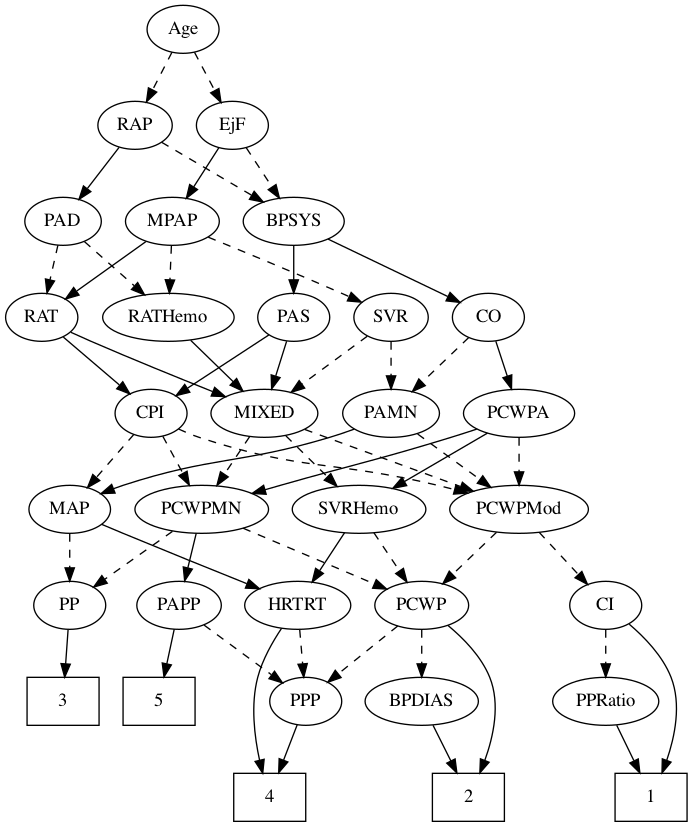 Age
RAP
EjF
PAD
MPAP
BPSYS
RAT
RATHemo
PAS
SVR
CO
CPI
MIXED
PAMN
PCWPA
MAP
PCWPMN
SVRHemo
PCWPMod
PP
PAPP
HRTRT
PCWP
CI
3
5
PPP
BPDIAS
PPRatio
4
2
1